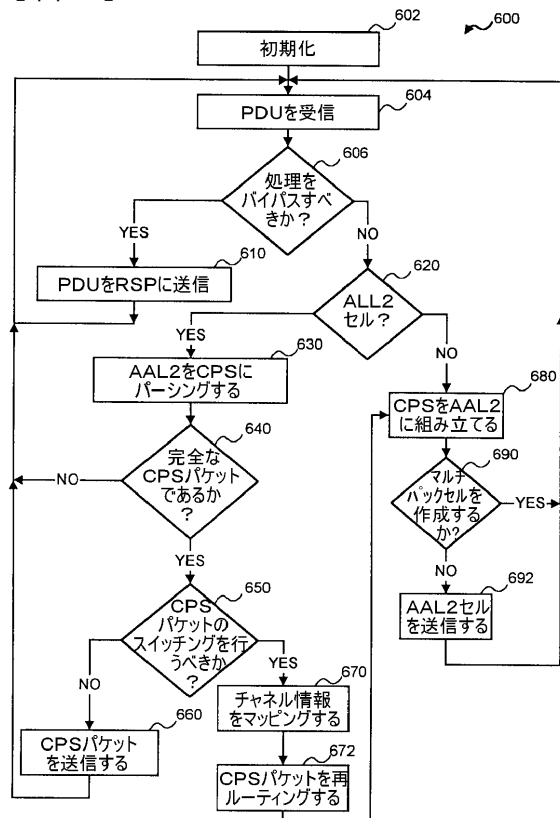 602
600
初期化
604
PDUを受信
606
処理を
バイパスすべ
きか?
YES
NO
610
620
PDUをRSPに送信
ALL2
セル?
YES
NO
630
680
AAL2をCPSに
パーシングする
CPSをAAL2
に組み立てる
640
690
完全な
CPSパケット
であるか
?
マルチ
パックセルを
作成する
か?
NO
YES
YES
NO
650
692
CPS
パケットの
スイッチングを行
うべきか
?
AAL2セル
を送信する
NO
YES
660
670
CPSパケット
を送信する
チャネル情報
をマッピングする
672
CPSパケットを再
ルーティングする